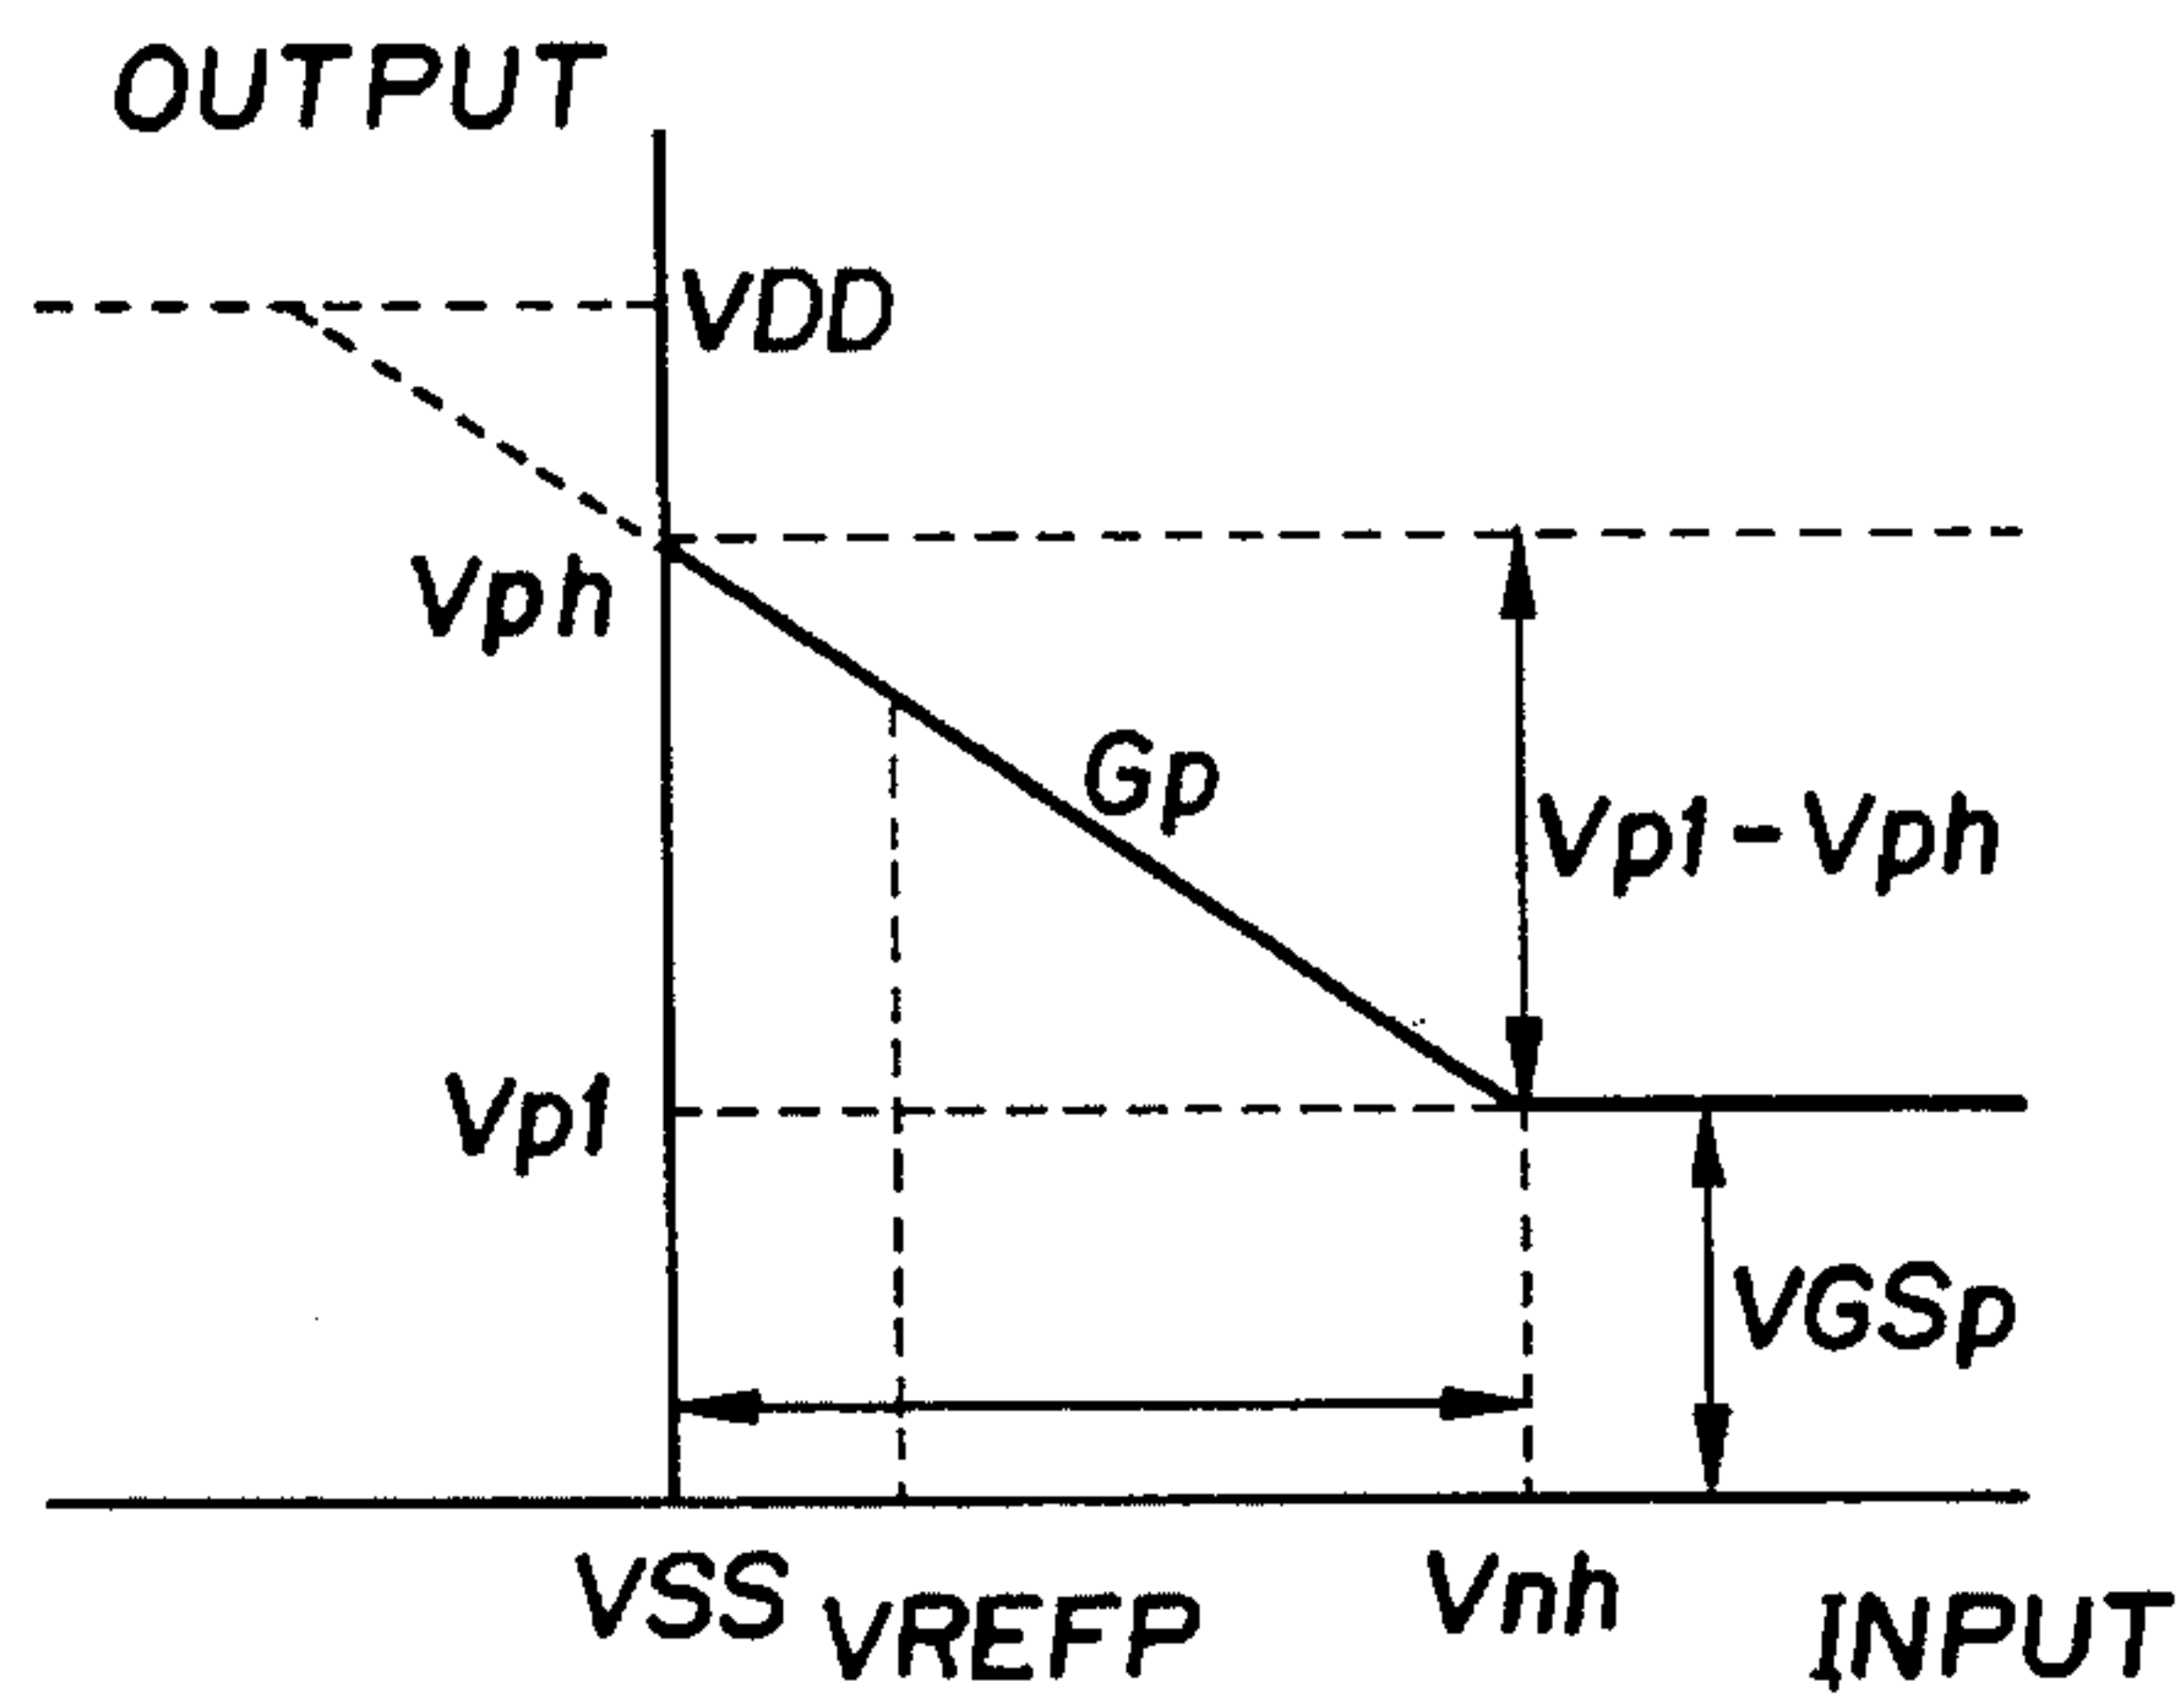 OUTPUT
VDD
Vph
Gp
Vp1-Vph
Vp1
VGSp
VSS
VREFP
Vnh
INPUT